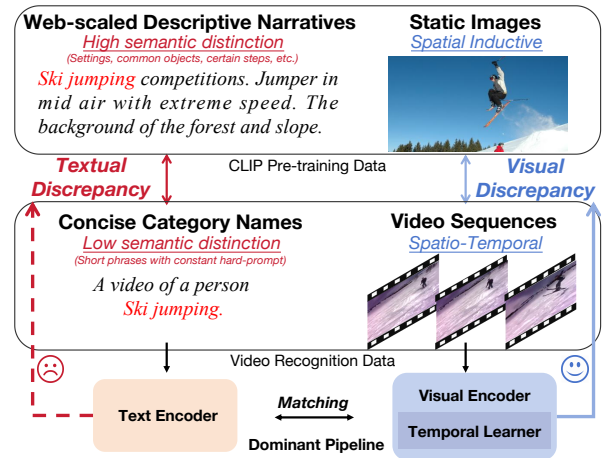 Web-scaled Descriptive Narratives
High semantic distinction
(Settings, common objects, certain steps, etc.)
Ski jumping competitions. Jumper in
mid air with extreme speed. The
background of the forest and slope.
Static Images
Spatial Inductive
Textual
Discrepancy
CLIP Pre-training Data
Visual
Discrepancy
Concise Category Names
Low semantic distinction
(Short phrases with constant hard-prompt)
A video of a person
Ski jumping.
Video Sequences
Spatio-Temporal
Video Recognition Data
Text Encoder
Matching
Dominant Pipeline
Visual Encoder
Temporal Learner